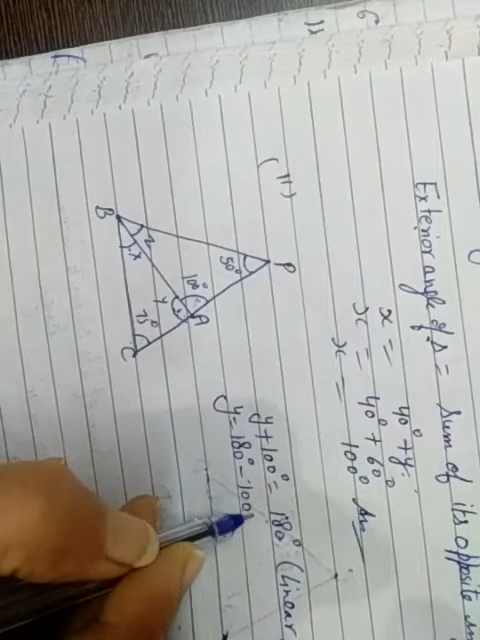 Exterior angle of Δ = Sum of its opposite
x = 40° + y.
x = 40° + 60°
x = 100° Ans
(ii)
P
50°
100°
A
y
z
x
B
75°
C
y + 100° = 180° (Linear
y = 180° - 100